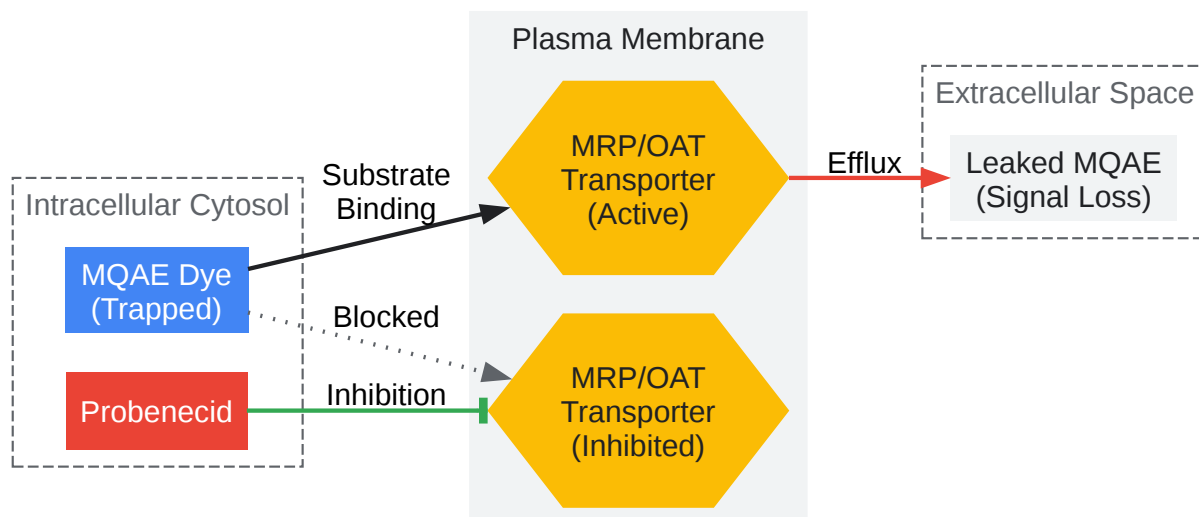 Plasma Membrane
MRP/OAT
Transporter
(Active)
Extracellular Space
Efflux
Leaked MQAE
(Signal Loss)
Substrate
Binding
Intracellular Cytosol
MQAE Dye
(Trapped)
Blocked
MRP/OAT
Transporter
(Inhibited)
Probenecid
Inhibition